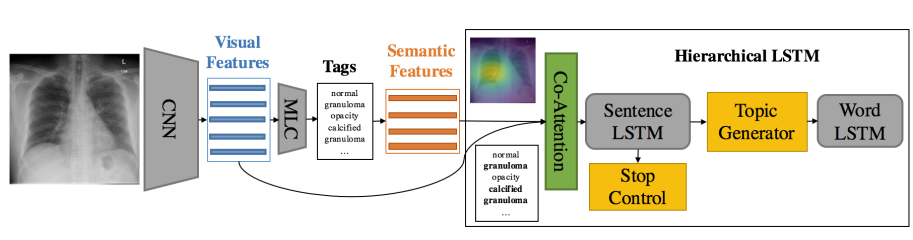 Visual
Features
Tags
Semantic
Features
Hierarchical LSTM
L
CNN
MLC
normal
granuloma
opacity
calcified
granuloma
...
Co-Attention
Sentence
LSTM
Topic
Generator
Word
LSTM
Stop
Control
normal
granuloma
opacity
calcified
granuloma
...